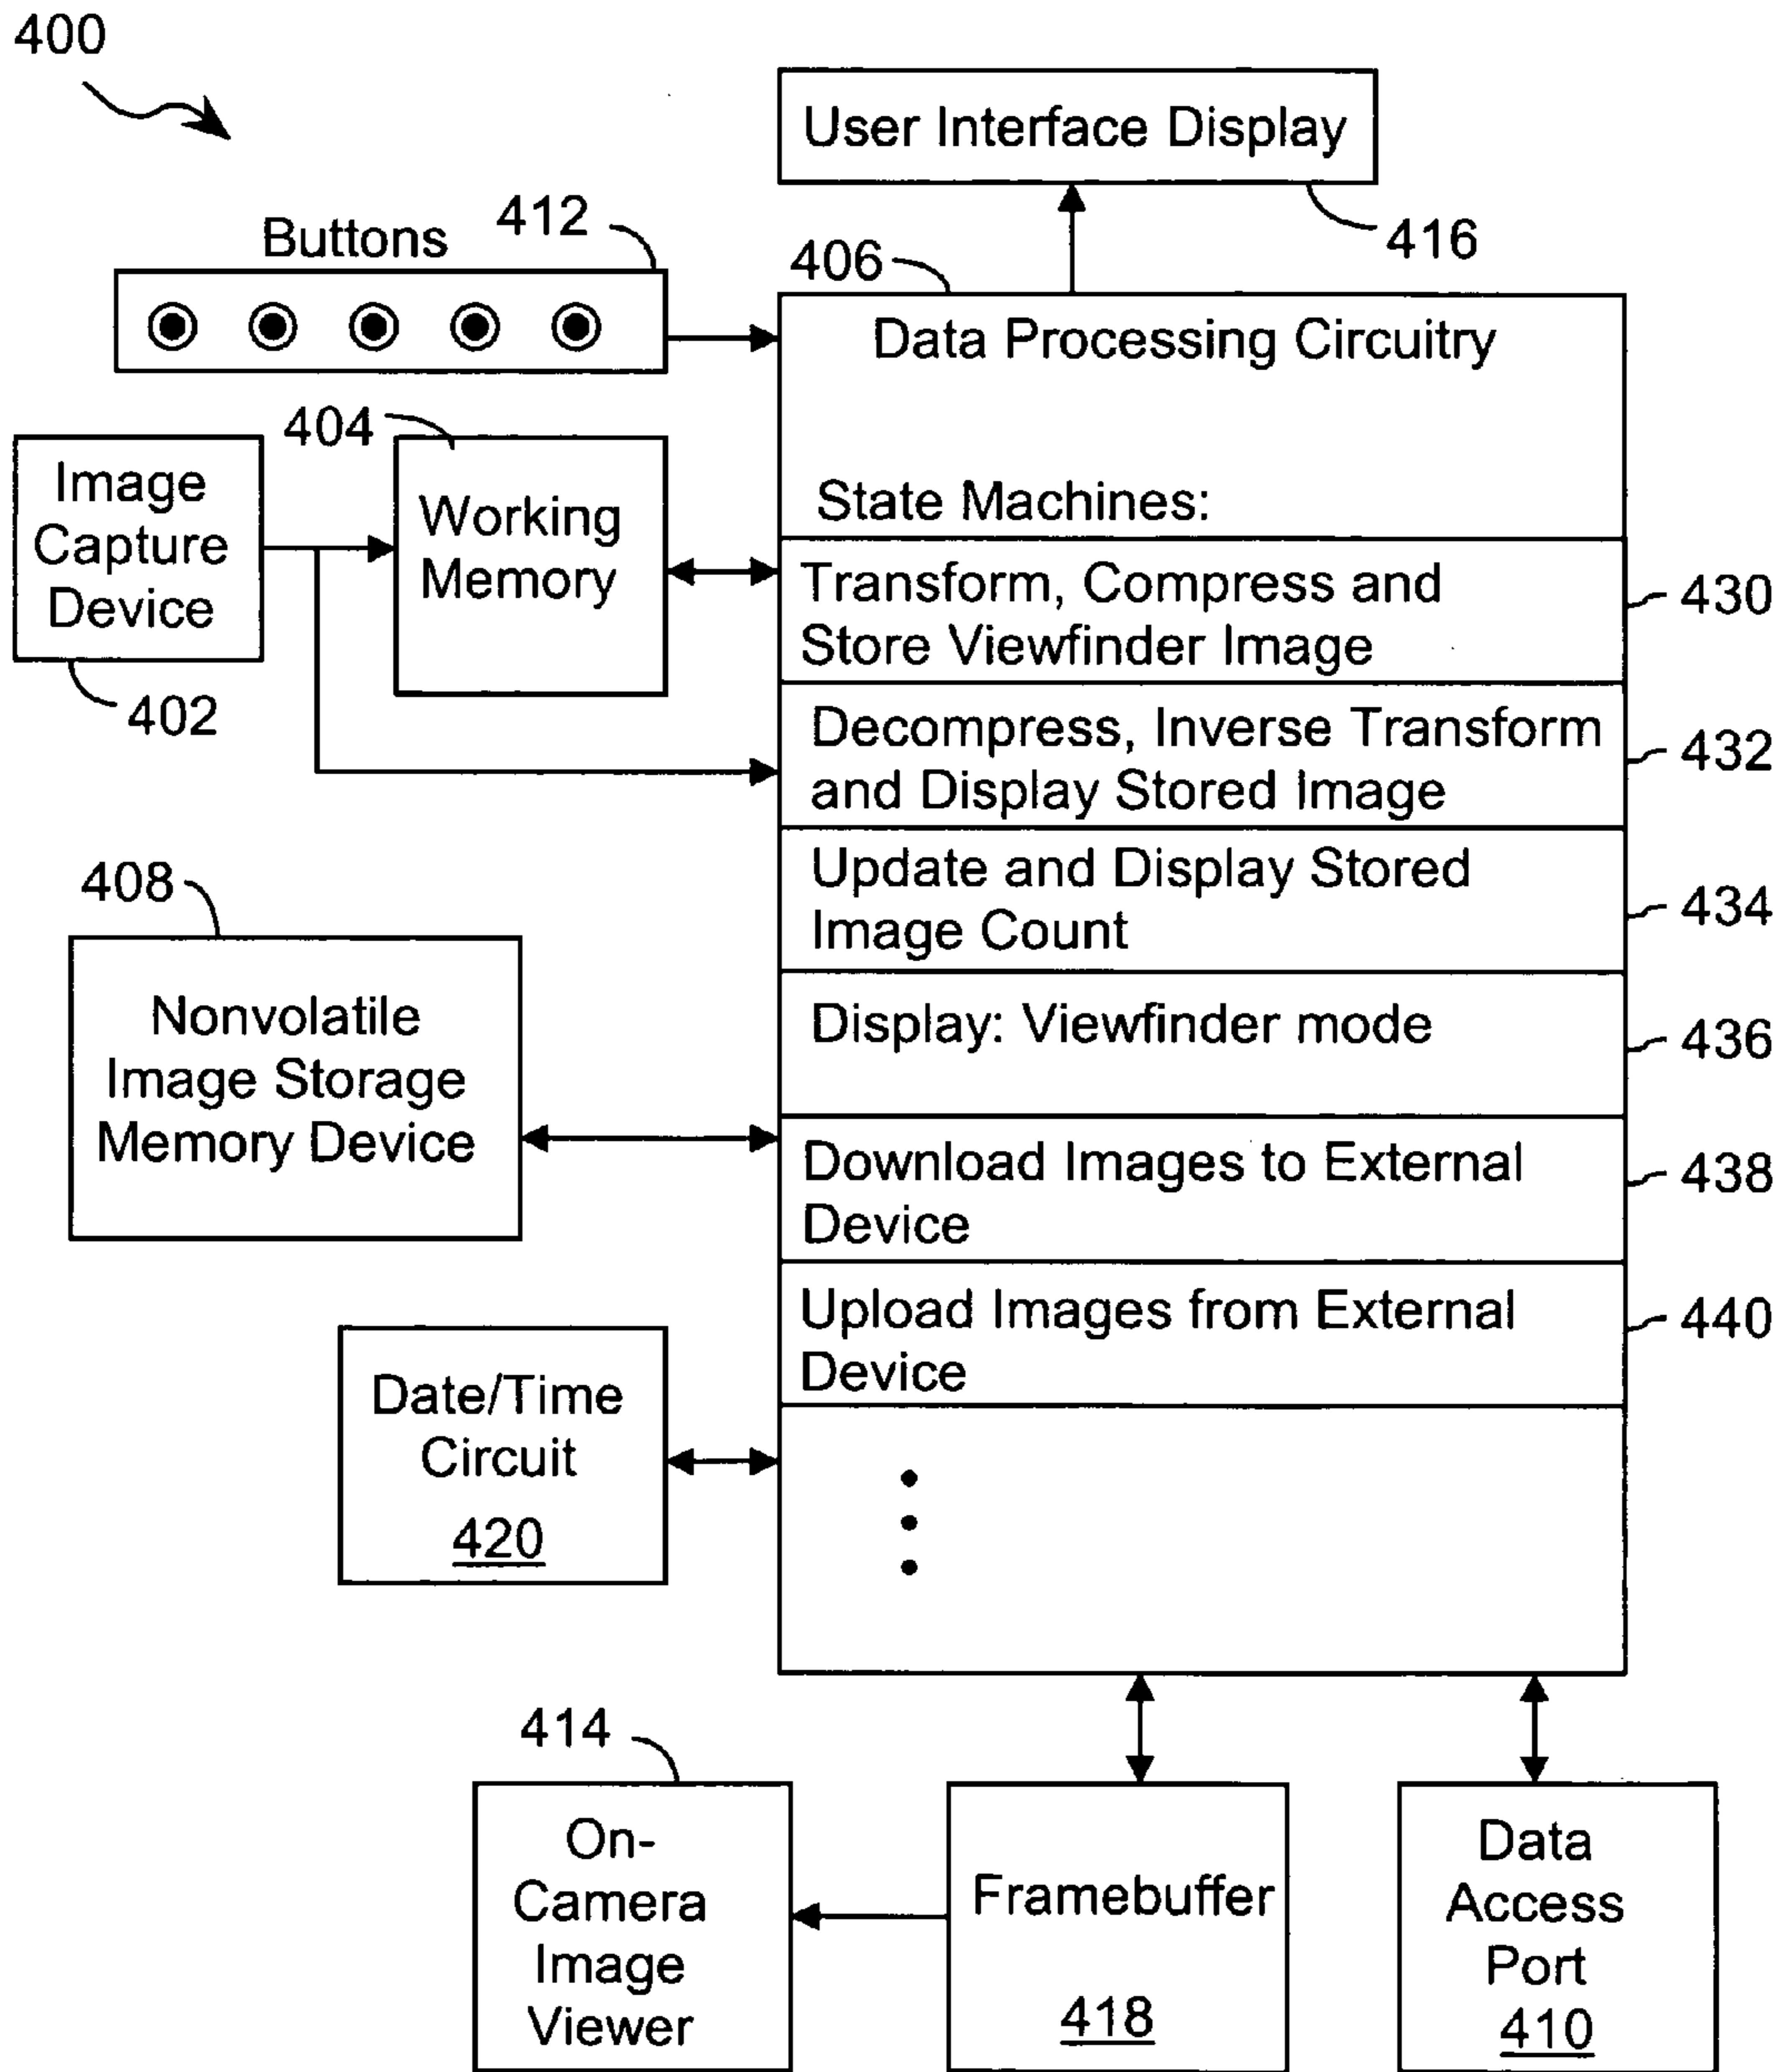 400
User Interface Display
416
Buttons
412
406
Data Processing Circuitry
404
Image
Capture
Device
402
Working
Memory
State Machines:
Transform, Compress and
Store Viewfinder Image
430
Decompress, Inverse Transform
and Display Stored Image
432
Update and Display Stored
Image Count
434
408
Nonvolatile
Image Storage
Memory Device
Display: Viewfinder mode
436
Download Images to External
Device
438
Upload Images from External
Device
440
Date/Time
Circuit
420
414
On-
Camera
Image
Viewer
Framebuffer
418
Data
Access
Port
410